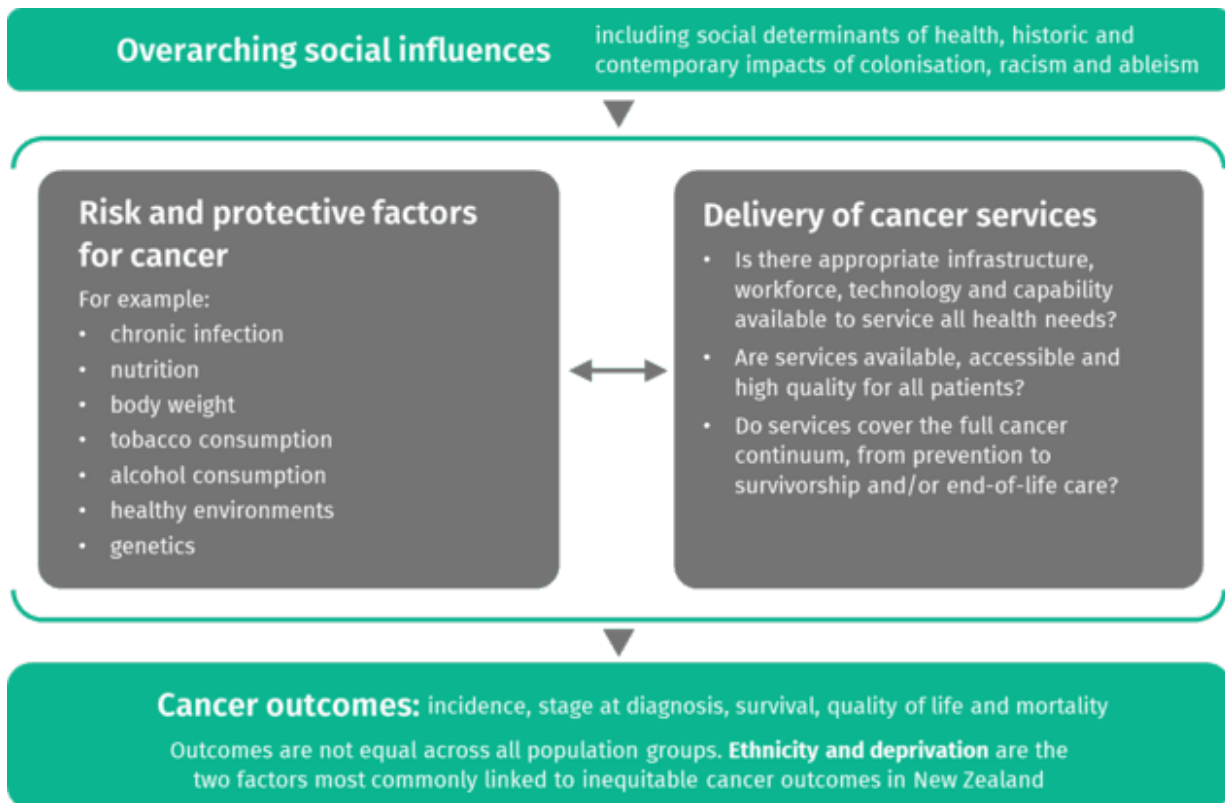 Overarching social influences
including social determinants of health, historic and
contemporary impacts of colonisation, racism and ableism
Risk and protective factors
for cancer
For example:
• chronic infection
• nutrition
• body weight
• tobacco consumption
• alcohol consumption
• healthy environments
• genetics
Delivery of cancer services
• Is there appropriate infrastructure,
workforce, technology and capability
available to service all health needs?
• Are services available, accessible and
high quality for all patients?
• Do services cover the full cancer
continuum, from prevention to
survivorship and/or end-of-life care?
Cancer outcomes: incidence, stage at diagnosis, survival, quality of life and mortality
Outcomes are not equal across all population groups. Ethnicity and deprivation are the
two factors most commonly linked to inequitable cancer outcomes in New Zealand